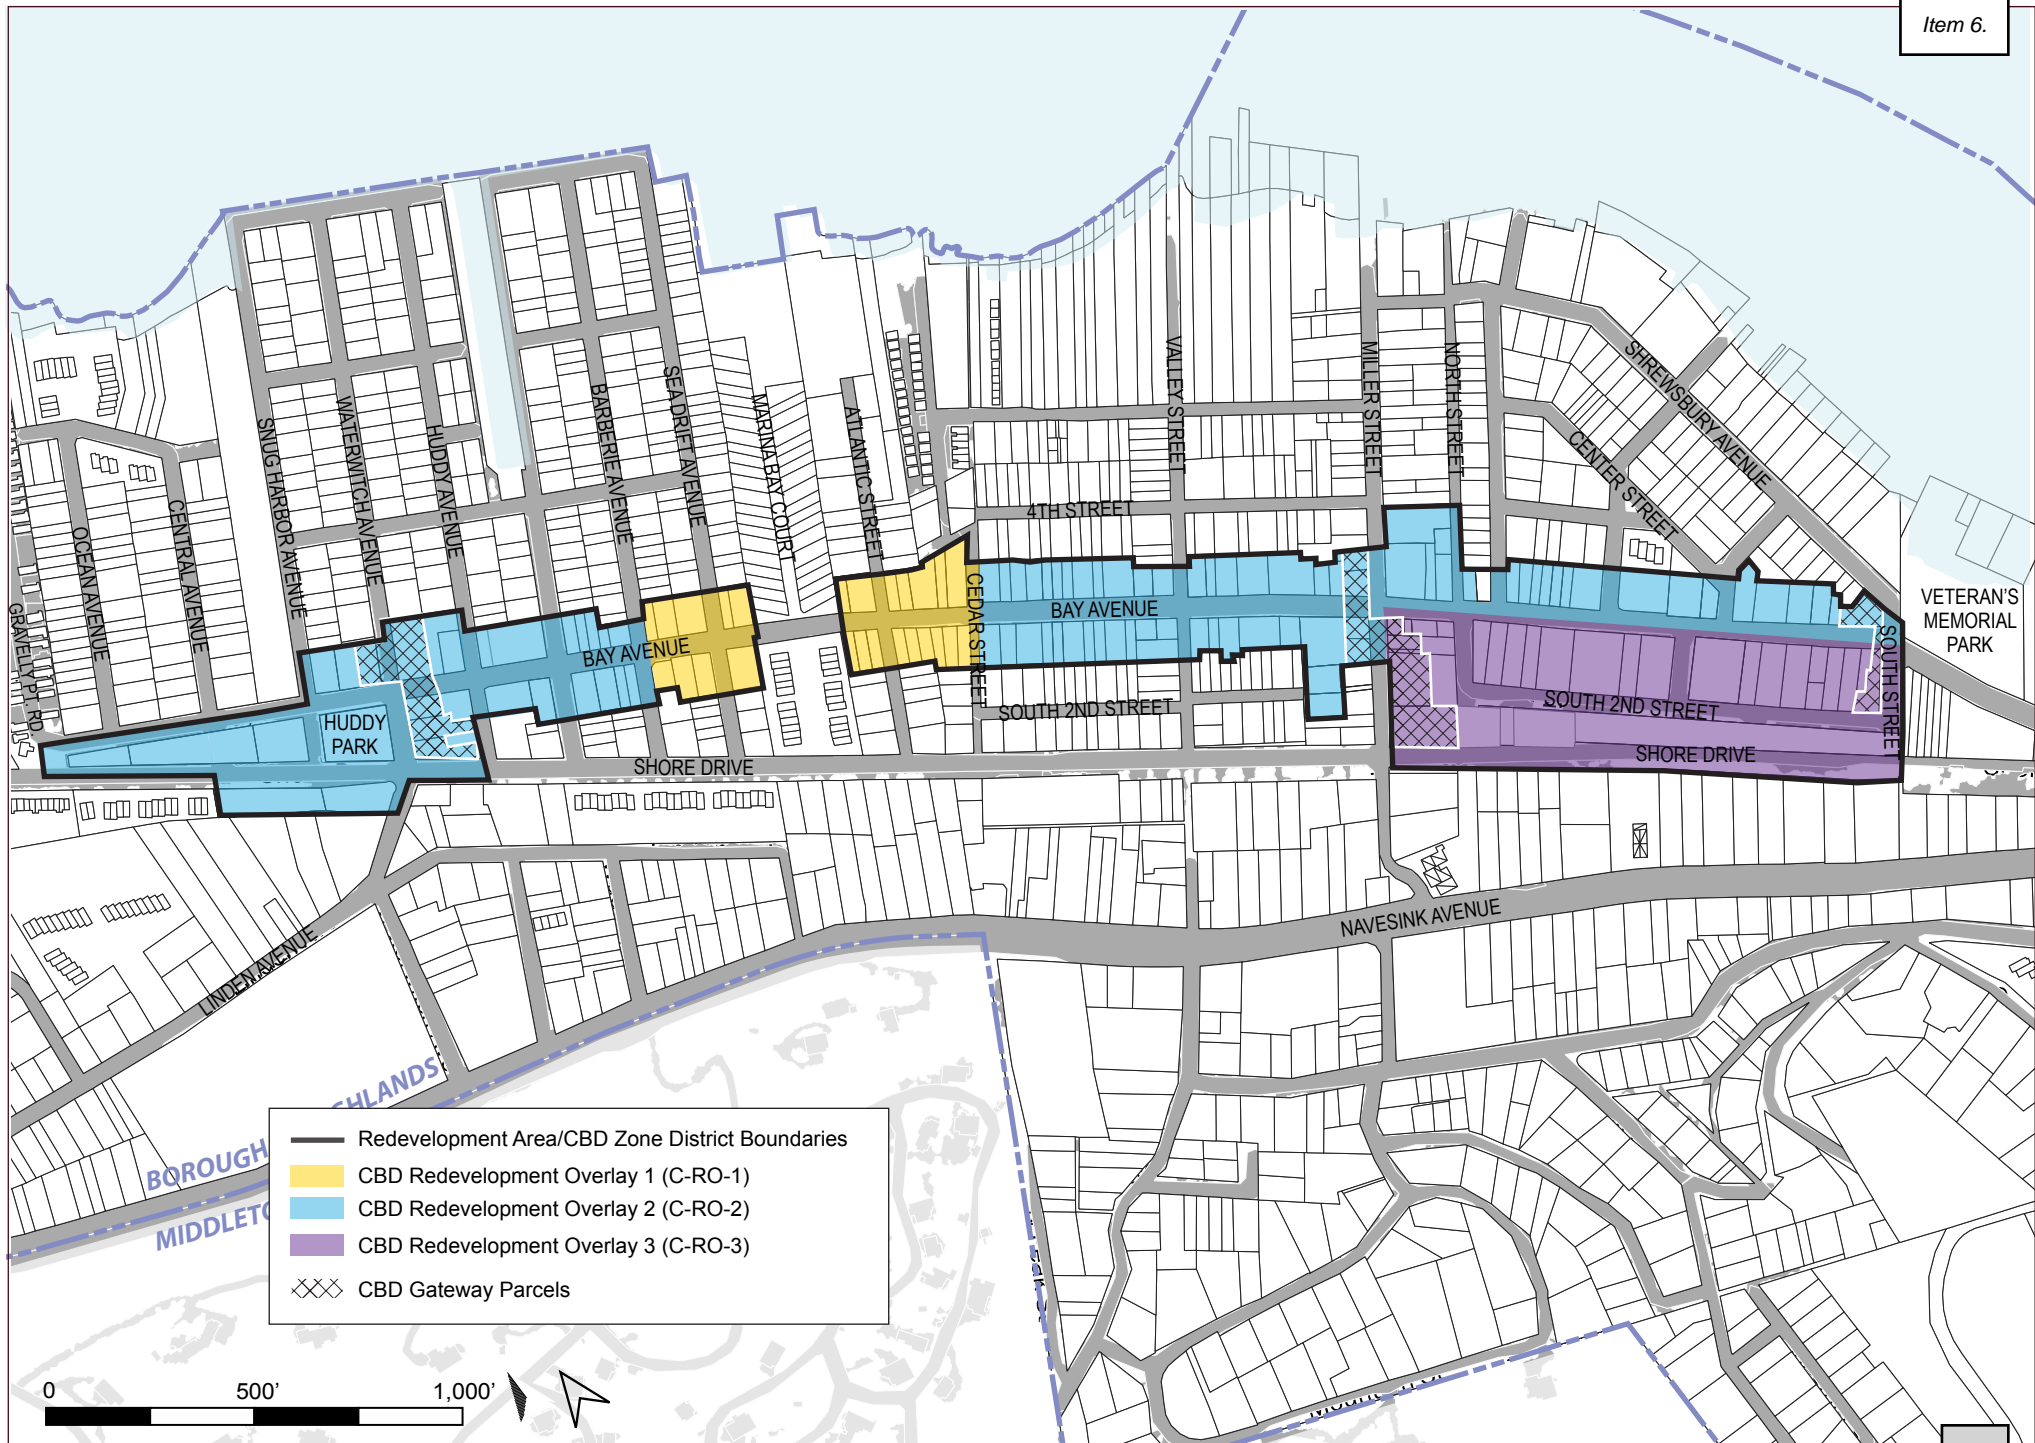 Item 6.
SHREWSBURY AVENUE
VALLEY STREET
MILLER STREET
NORTH STREET
SEADRIFT AVENUE
BARBERIE AVENUE
MARINA BAY COURT
ATLANTIC STREET
WATERWITCH AVENUE
SNUG HARBOR AVENUE
HUDDY AVENUE
CENTER STREET
CENTRAL AVENUE
OCEAN AVENUE
4TH STREET
GRAVELLY PT. RD.
CEDAR STREET
BAY AVENUE
BAY AVENUE
VETERAN'S
MEMORIAL
PARK
SOUTH STREET
HUDDY
PARK
SOUTH 2ND STREET
SOUTH 2ND STREET
SHORE DRIVE
SHORE DRIVE
NAVESINK AVENUE
LINDEN AVENUE
BOROUGH
GHLANDS
MIDDLETO
Redevelopment Area/CBD Zone District Boundaries
CBD Redevelopment Overlay 1 (C-RO-1)
CBD Redevelopment Overlay 2 (C-RO-2)
CBD Redevelopment Overlay 3 (C-RO-3)
CBD Gateway Parcels
0 500' 1,000'